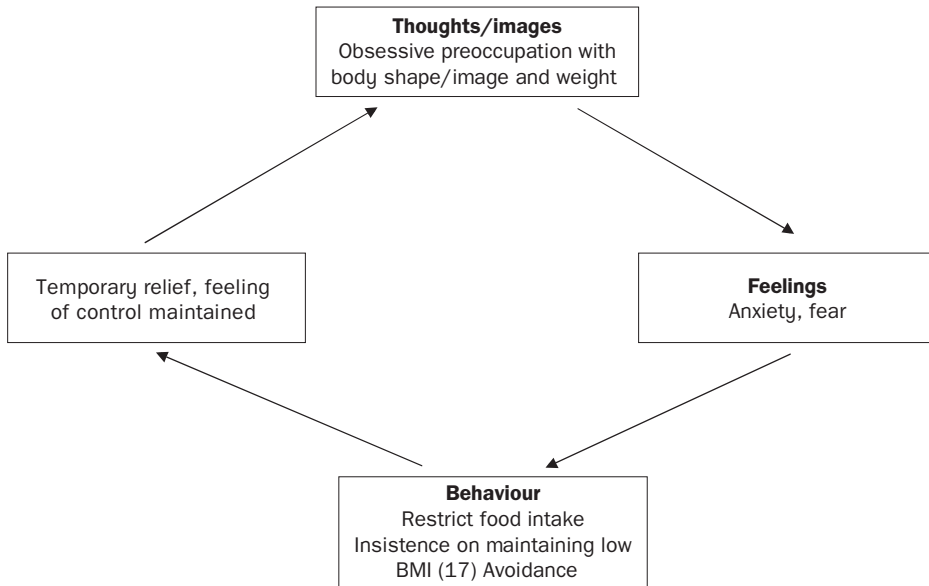 Thoughts/images
Obsessive preoccupation with
body shape/image and weight
Temporary relief, feeling
of control maintained
Feelings
Anxiety, fear
Behaviour
Restrict food intake
Insistence on maintaining low
BMI (17) Avoidance